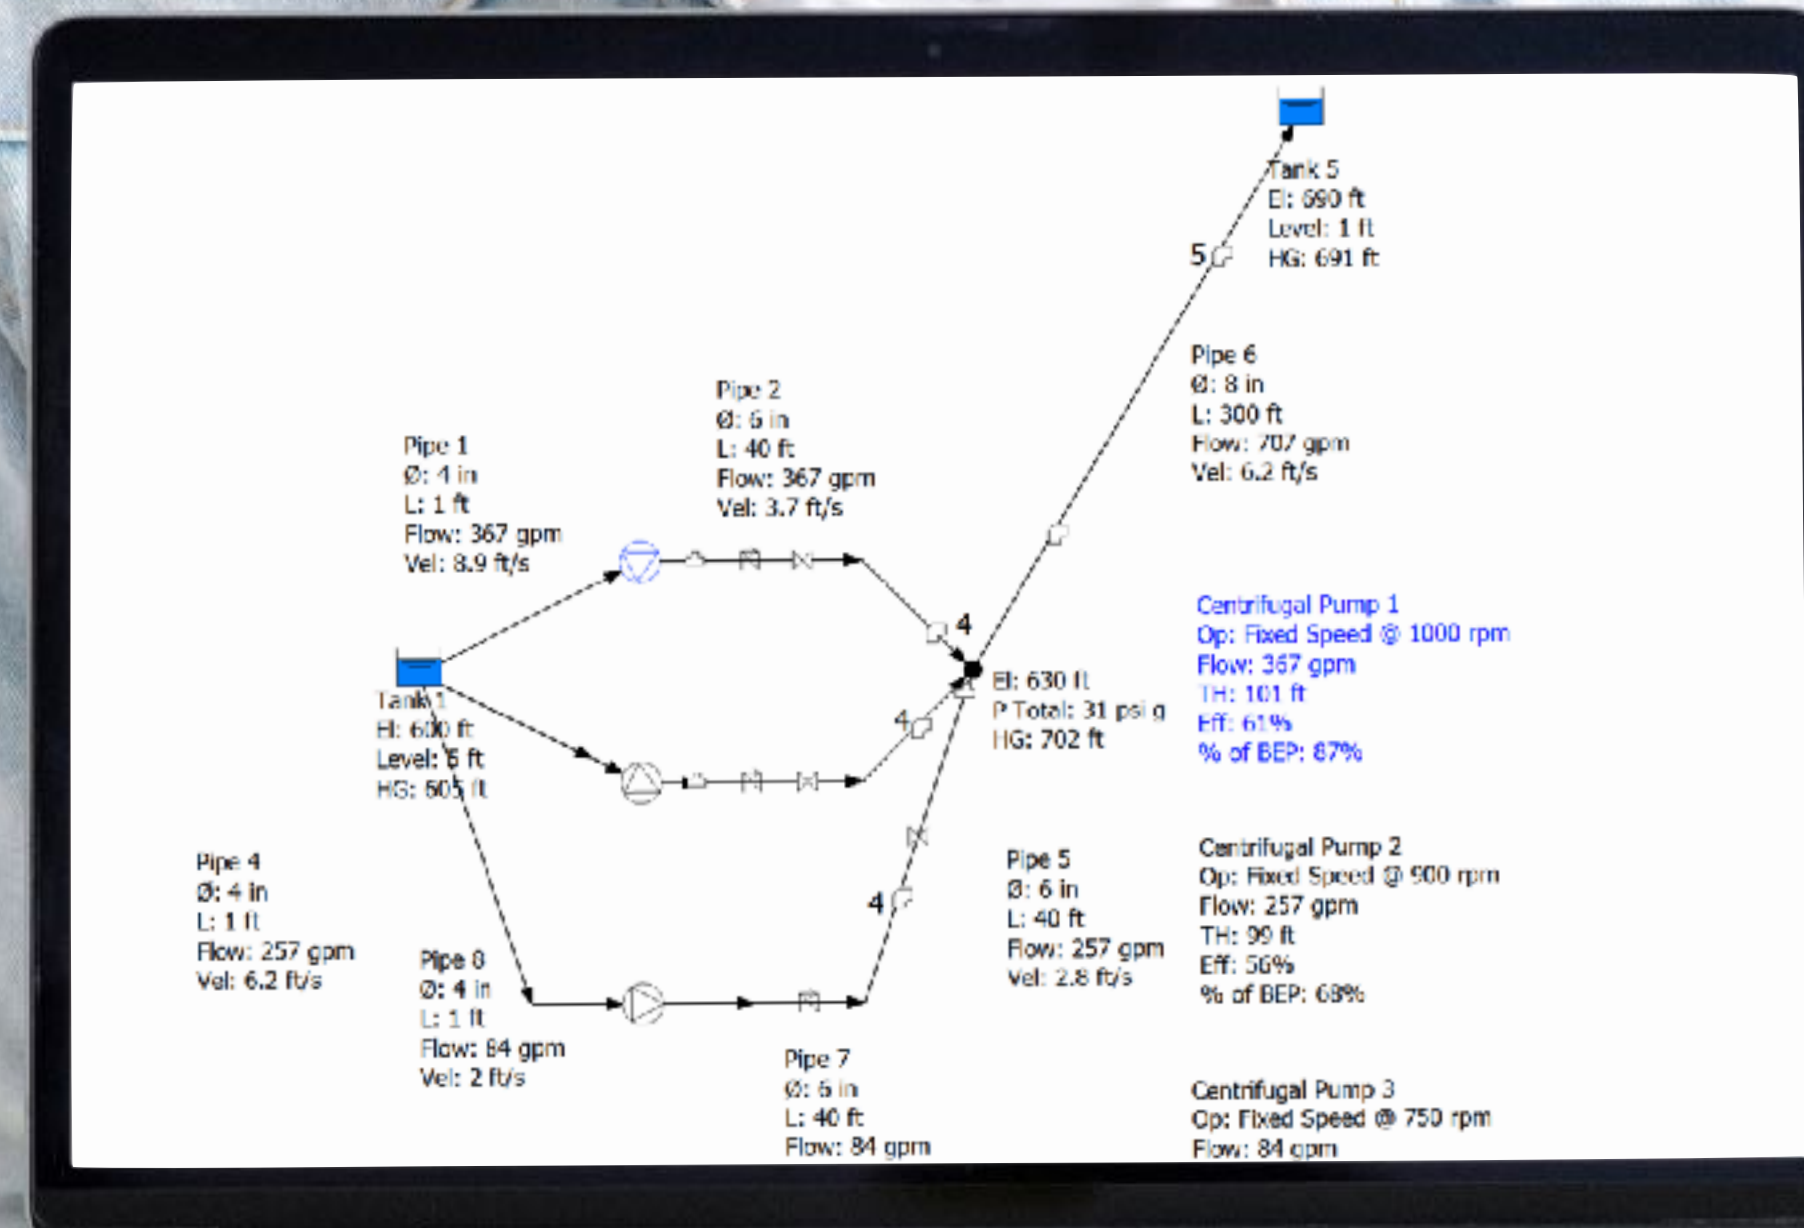 Tank 5
El: 690 ft
Level: 1 ft
HG: 691 ft
5
Pipe 6
Ø: 8 in
L: 300 ft
Flow: 707 gpm
Vel: 6.2 ft/s
Pipe 2
Ø: 6 in
L: 40 ft
Flow: 367 gpm
Vel: 3.7 ft/s
Pipe 1
Ø: 4 in
L: 1 ft
Flow: 367 gpm
Vel: 8.9 ft/s
4
Tank 1
El: 600 ft
Level: 5 ft
HG: 605 ft
4
El: 630 ft
P Total: 31 psi g
HG: 702 ft
Centrifugal Pump 1
Op: Fixed Speed @ 1000 rpm
Flow: 367 gpm
TH: 101 ft
Eff: 61%
% of BEP: 87%
Pipe 4
Ø: 4 in
L: 1 ft
Flow: 257 gpm
Vel: 6.2 ft/s
4
Pipe 5
Ø: 6 in
L: 40 ft
Flow: 257 gpm
Vel: 2.8 ft/s
Centrifugal Pump 2
Op: Fixed Speed @ 900 rpm
Flow: 257 gpm
TH: 99 ft
Eff: 56%
% of BEP: 68%
Pipe 8
Ø: 4 in
L: 1 ft
Flow: 84 gpm
Vel: 2 ft/s
Pipe 7
Ø: 6 in
L: 40 ft
Flow: 84 gpm
Centrifugal Pump 3
Op: Fixed Speed @ 750 rpm
Flow: 84 gpm